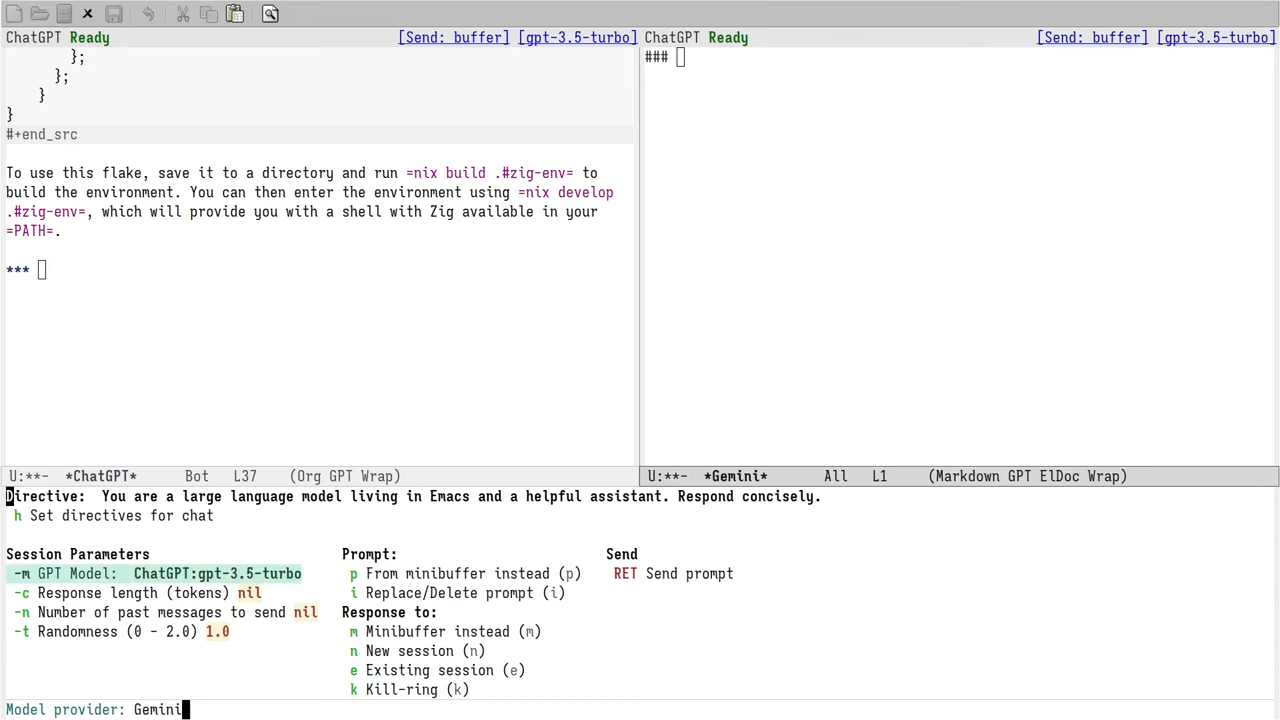 ChatGPT Ready [Send: buffer] [gpt-3.5-turbo]
};
};
}
}
#+end_src
To use this flake, save it to a directory and run =nix build .#zig-env= to
build the environment. You can then enter the environment using =nix develop
.#zig-env=, which will provide you with a shell with Zig available in your
=PATH=.
***
U:**- *ChatGPT* Bot L37 (Org GPT Wrap)
ChatGPT Ready [Send: buffer] [gpt-3.5-turbo]
###
U:**- *Gemini* All L1 (Markdown GPT ElDoc Wrap)
Directive: You are a large language model living in Emacs and a helpful assistant. Respond concisely.
h Set directives for chat
Session Parameters
-m GPT Model: ChatGPT:gpt-3.5-turbo
-c Response length (tokens) nil
-n Number of past messages to send nil
-t Randomness (0 - 2.0) 1.0
Prompt:
p From minibuffer instead (p)
i Replace/Delete prompt (i)
Response to:
m Minibuffer instead (m)
n New session (n)
e Existing session (e)
k Kill-ring (k)
Send
RET Send prompt
Model provider: Gemini